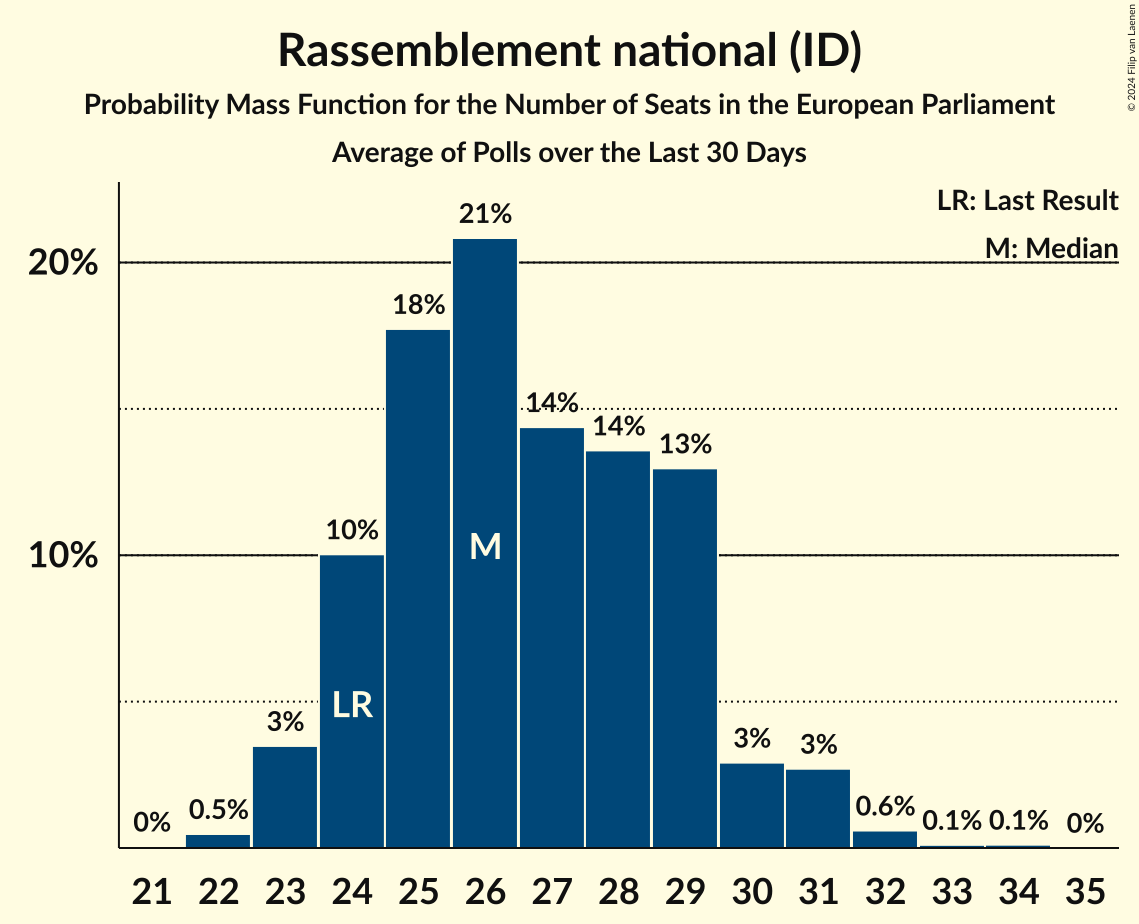 Rassemblement national (ID)
Probability Mass Function for the Number of Seats in the European Parliament
Average of Polls over the Last 30 Days
© 2024 Filip van Laenen
LR: Last Result
M: Median
20%
10%
0%
0.5%
3%
10%
18%
21%
14%
14%
13%
3%
3%
0.6%
0.1%
0.1%
0%
LR
M
21 22 23 24 25 26 27 28 29 30 31 32 33 34 35